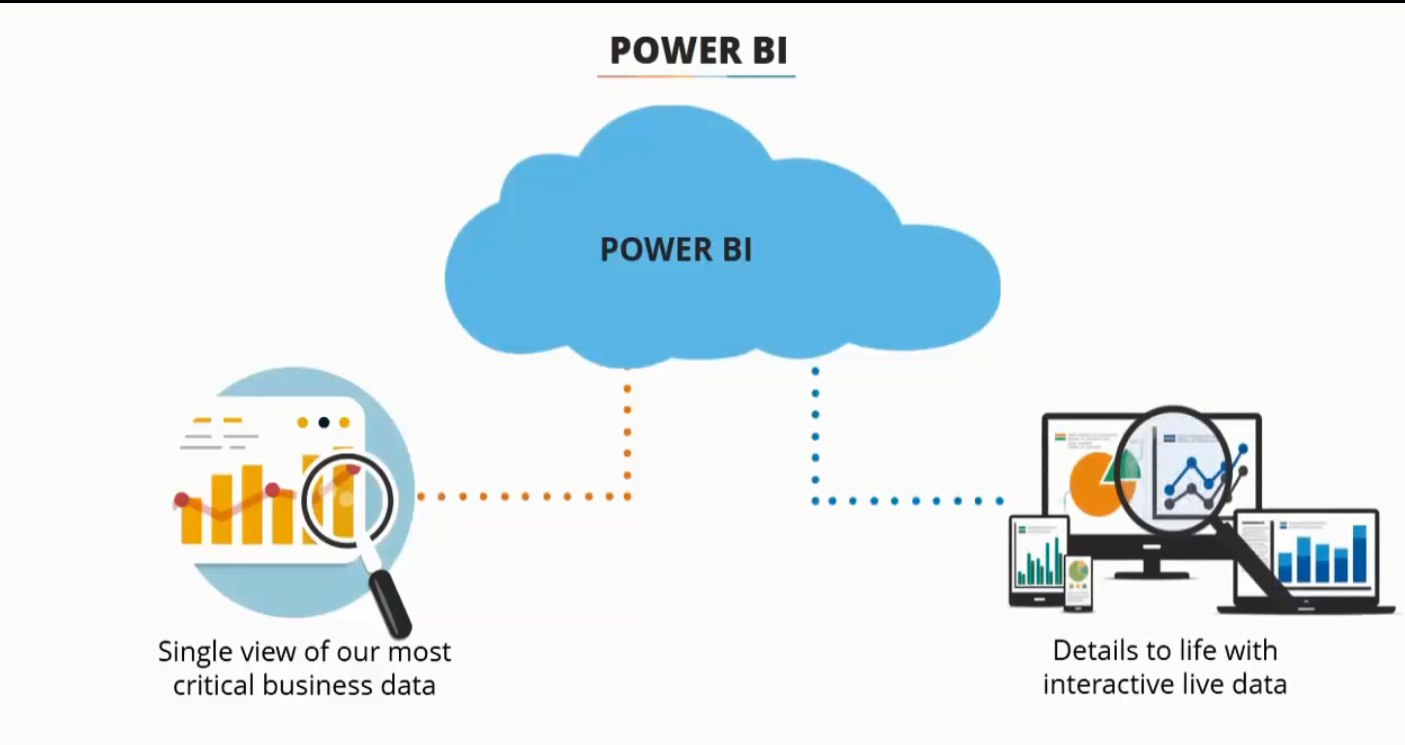 POWER BI
POWER BI
Single view of our most
critical business data
Details to life with
interactive live data